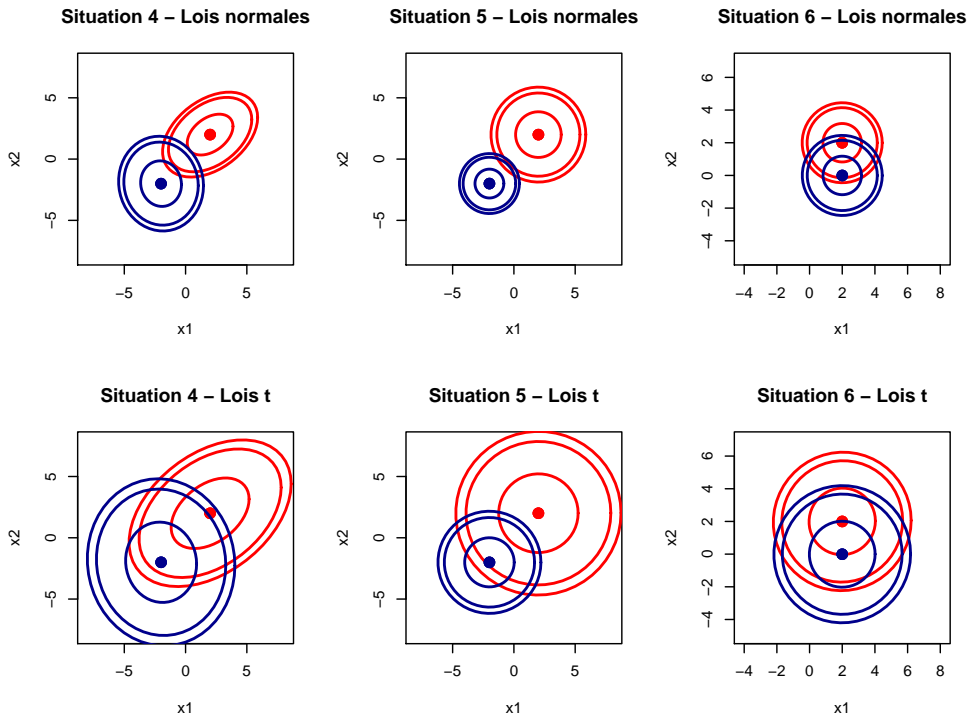 Situation 4 – Lois normales
x2
−5 0 5
−5 0 5
x1
Situation 5 – Lois normales
x2
−5 0 5
−5 0 5
x1
Situation 6 – Lois normales
x2
−4 −2 0 2 4 6
−4 −2 0 2 4 6 8
x1
Situation 4 – Lois t
x2
−5 0 5
−5 0 5
x1
Situation 5 – Lois t
x2
−5 0 5
−5 0 5
x1
Situation 6 – Lois t
x2
−4 −2 0 2 4 6
−4 −2 0 2 4 6 8
x1